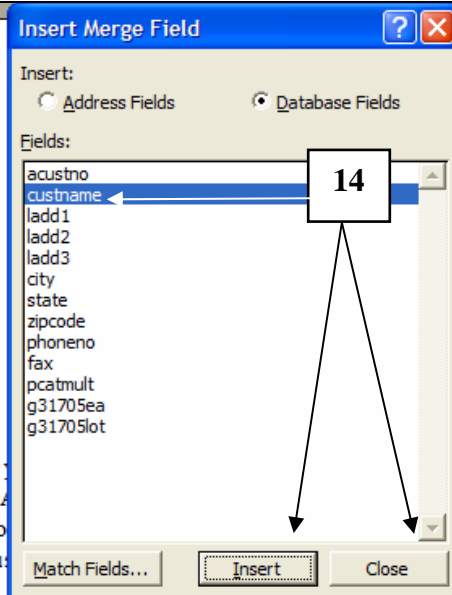 Insert Merge Field
Insert:
Address Fields Database Fields
Fields:
acustno
custname
ladd1
ladd2
ladd3
city
state
zipcode
phoneno
fax
pcatmult
g31705ea
g31705lot
14
Match Fields... Insert Close